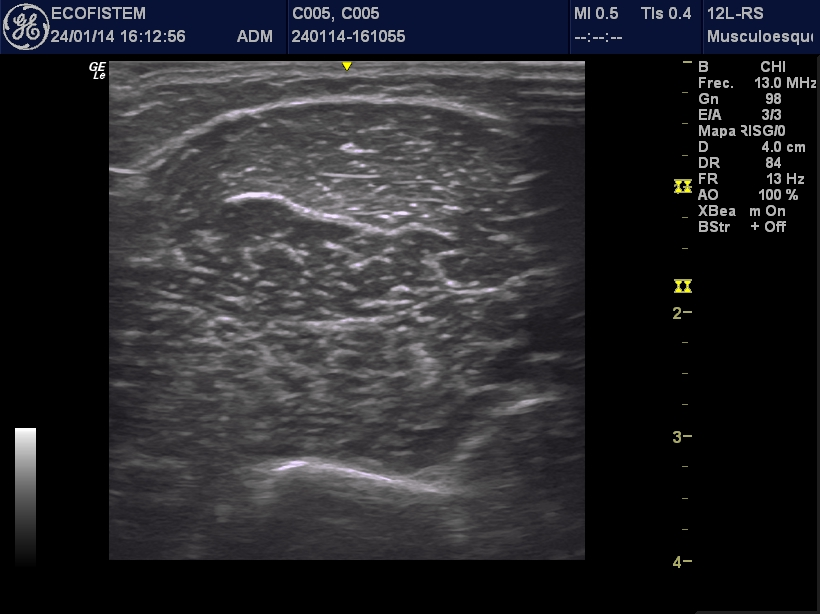 GE
ECOFISTEM
24/01/14 16:12:56 ADM
C005, C005
240114-161055
MI 0.5 TIs 0.4
--:--:--
12L-RS
Musculoesque
GE
Le
B CHI
Frec. 13.0 MHz
Gn 98
E/A 3/3
Mapa RISG/0
D 4.0 cm
DR 84
FR 13 Hz
AO 100 %
XBea m On
BStr + Off
2
3
4